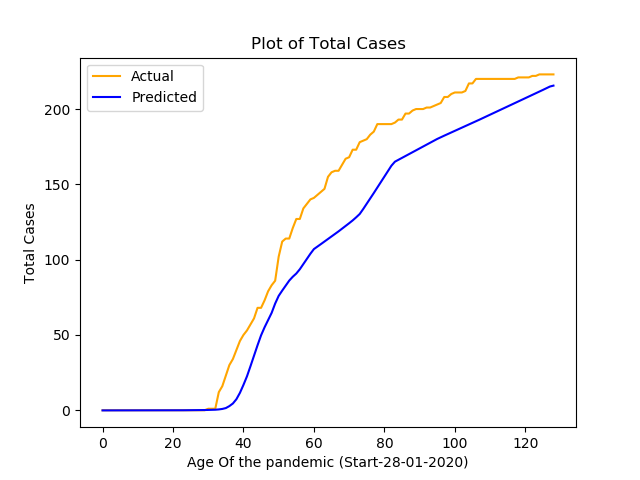 Plot of Total Cases
Actual
Predicted
200
150
100
50
0
Total Cases
0 20 40 60 80 100 120
Age Of the pandemic (Start-28-01-2020)